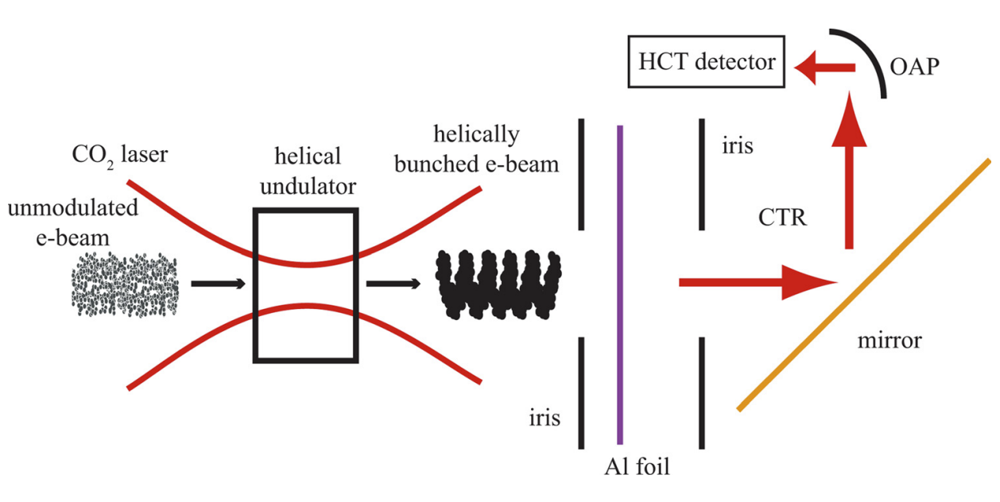 HCT detector
OAP
CO₂ laser
helical
undulator
helically
bunched e-beam
iris
unmodulated
e-beam
CTR
mirror
iris
Al foil